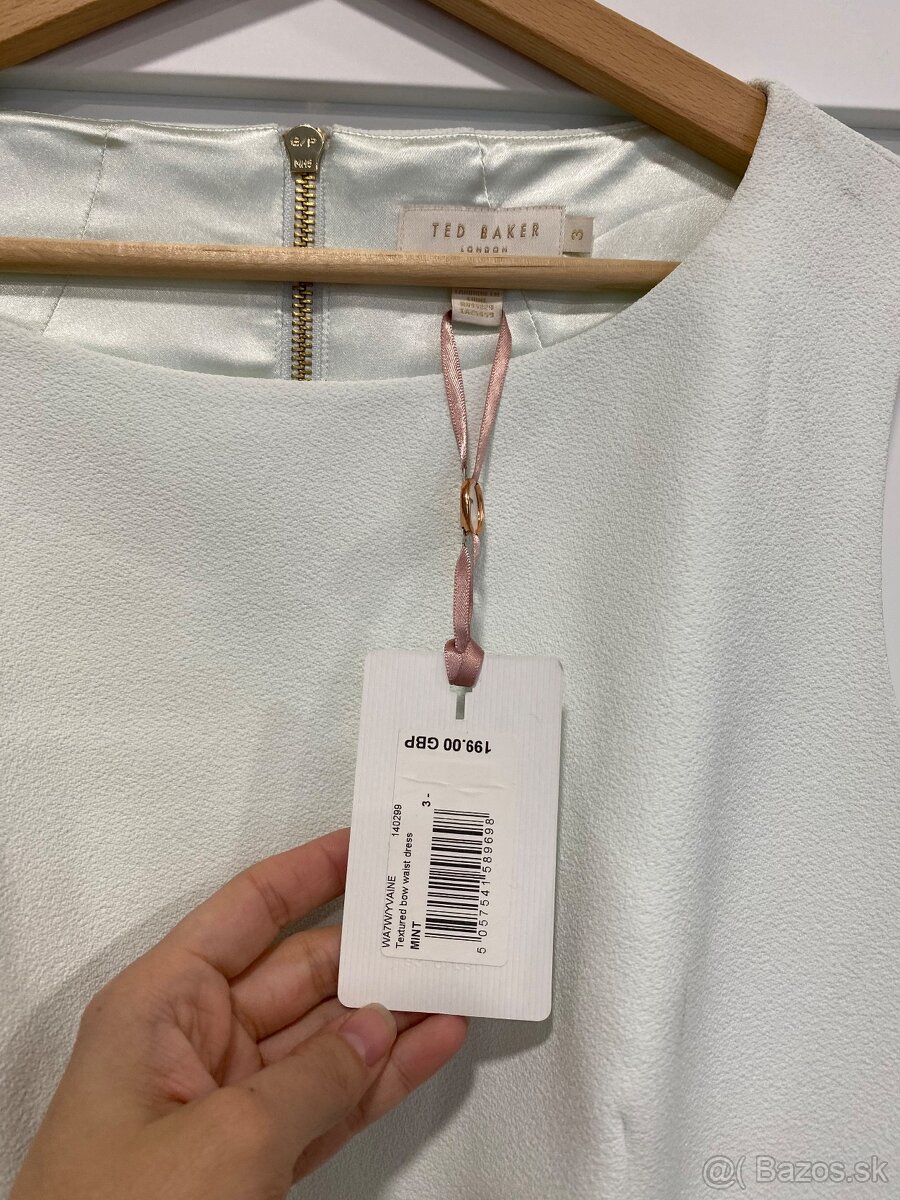 G/P
NHS
TED BAKER
LONDON
3
199.00 GBP
WA7W/YVAINE 140299
Textured bow waist dress
MINT
3 -
5 057541 589698
@( Bazos.sk